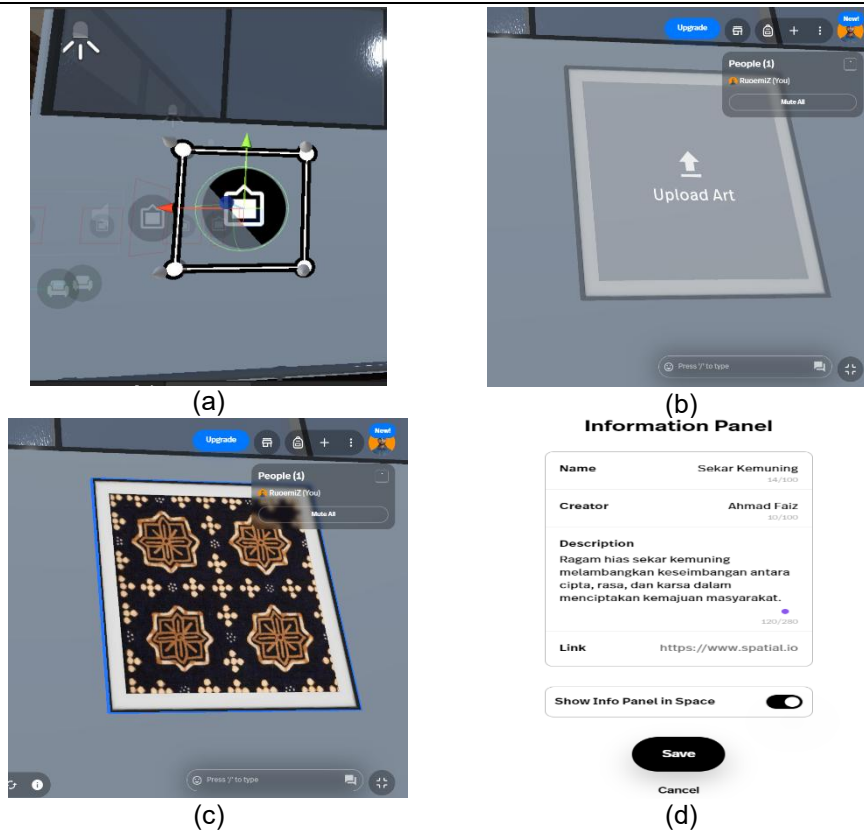 (a)
New!
Upgrade
People (1)
RuoemiZ (You)
Mute All
Upload Art
Press '/' to type
(b)
New!
Upgrade
People (1)
RuoemiZ (You)
Mute All
Press '/' to type
(c)
Information Panel
Name Sekar Kemuning
14/100
Creator Ahmad Faiz
10/100
Description
Ragam hias sekar kemuning
melambangkan keseimbangan antara
cipta, rasa, dan karsa dalam
menciptakan kemajuan masyarakat.
120/280
Link https://www.spatial.io
Show Info Panel in Space
Save
Cancel
(d)